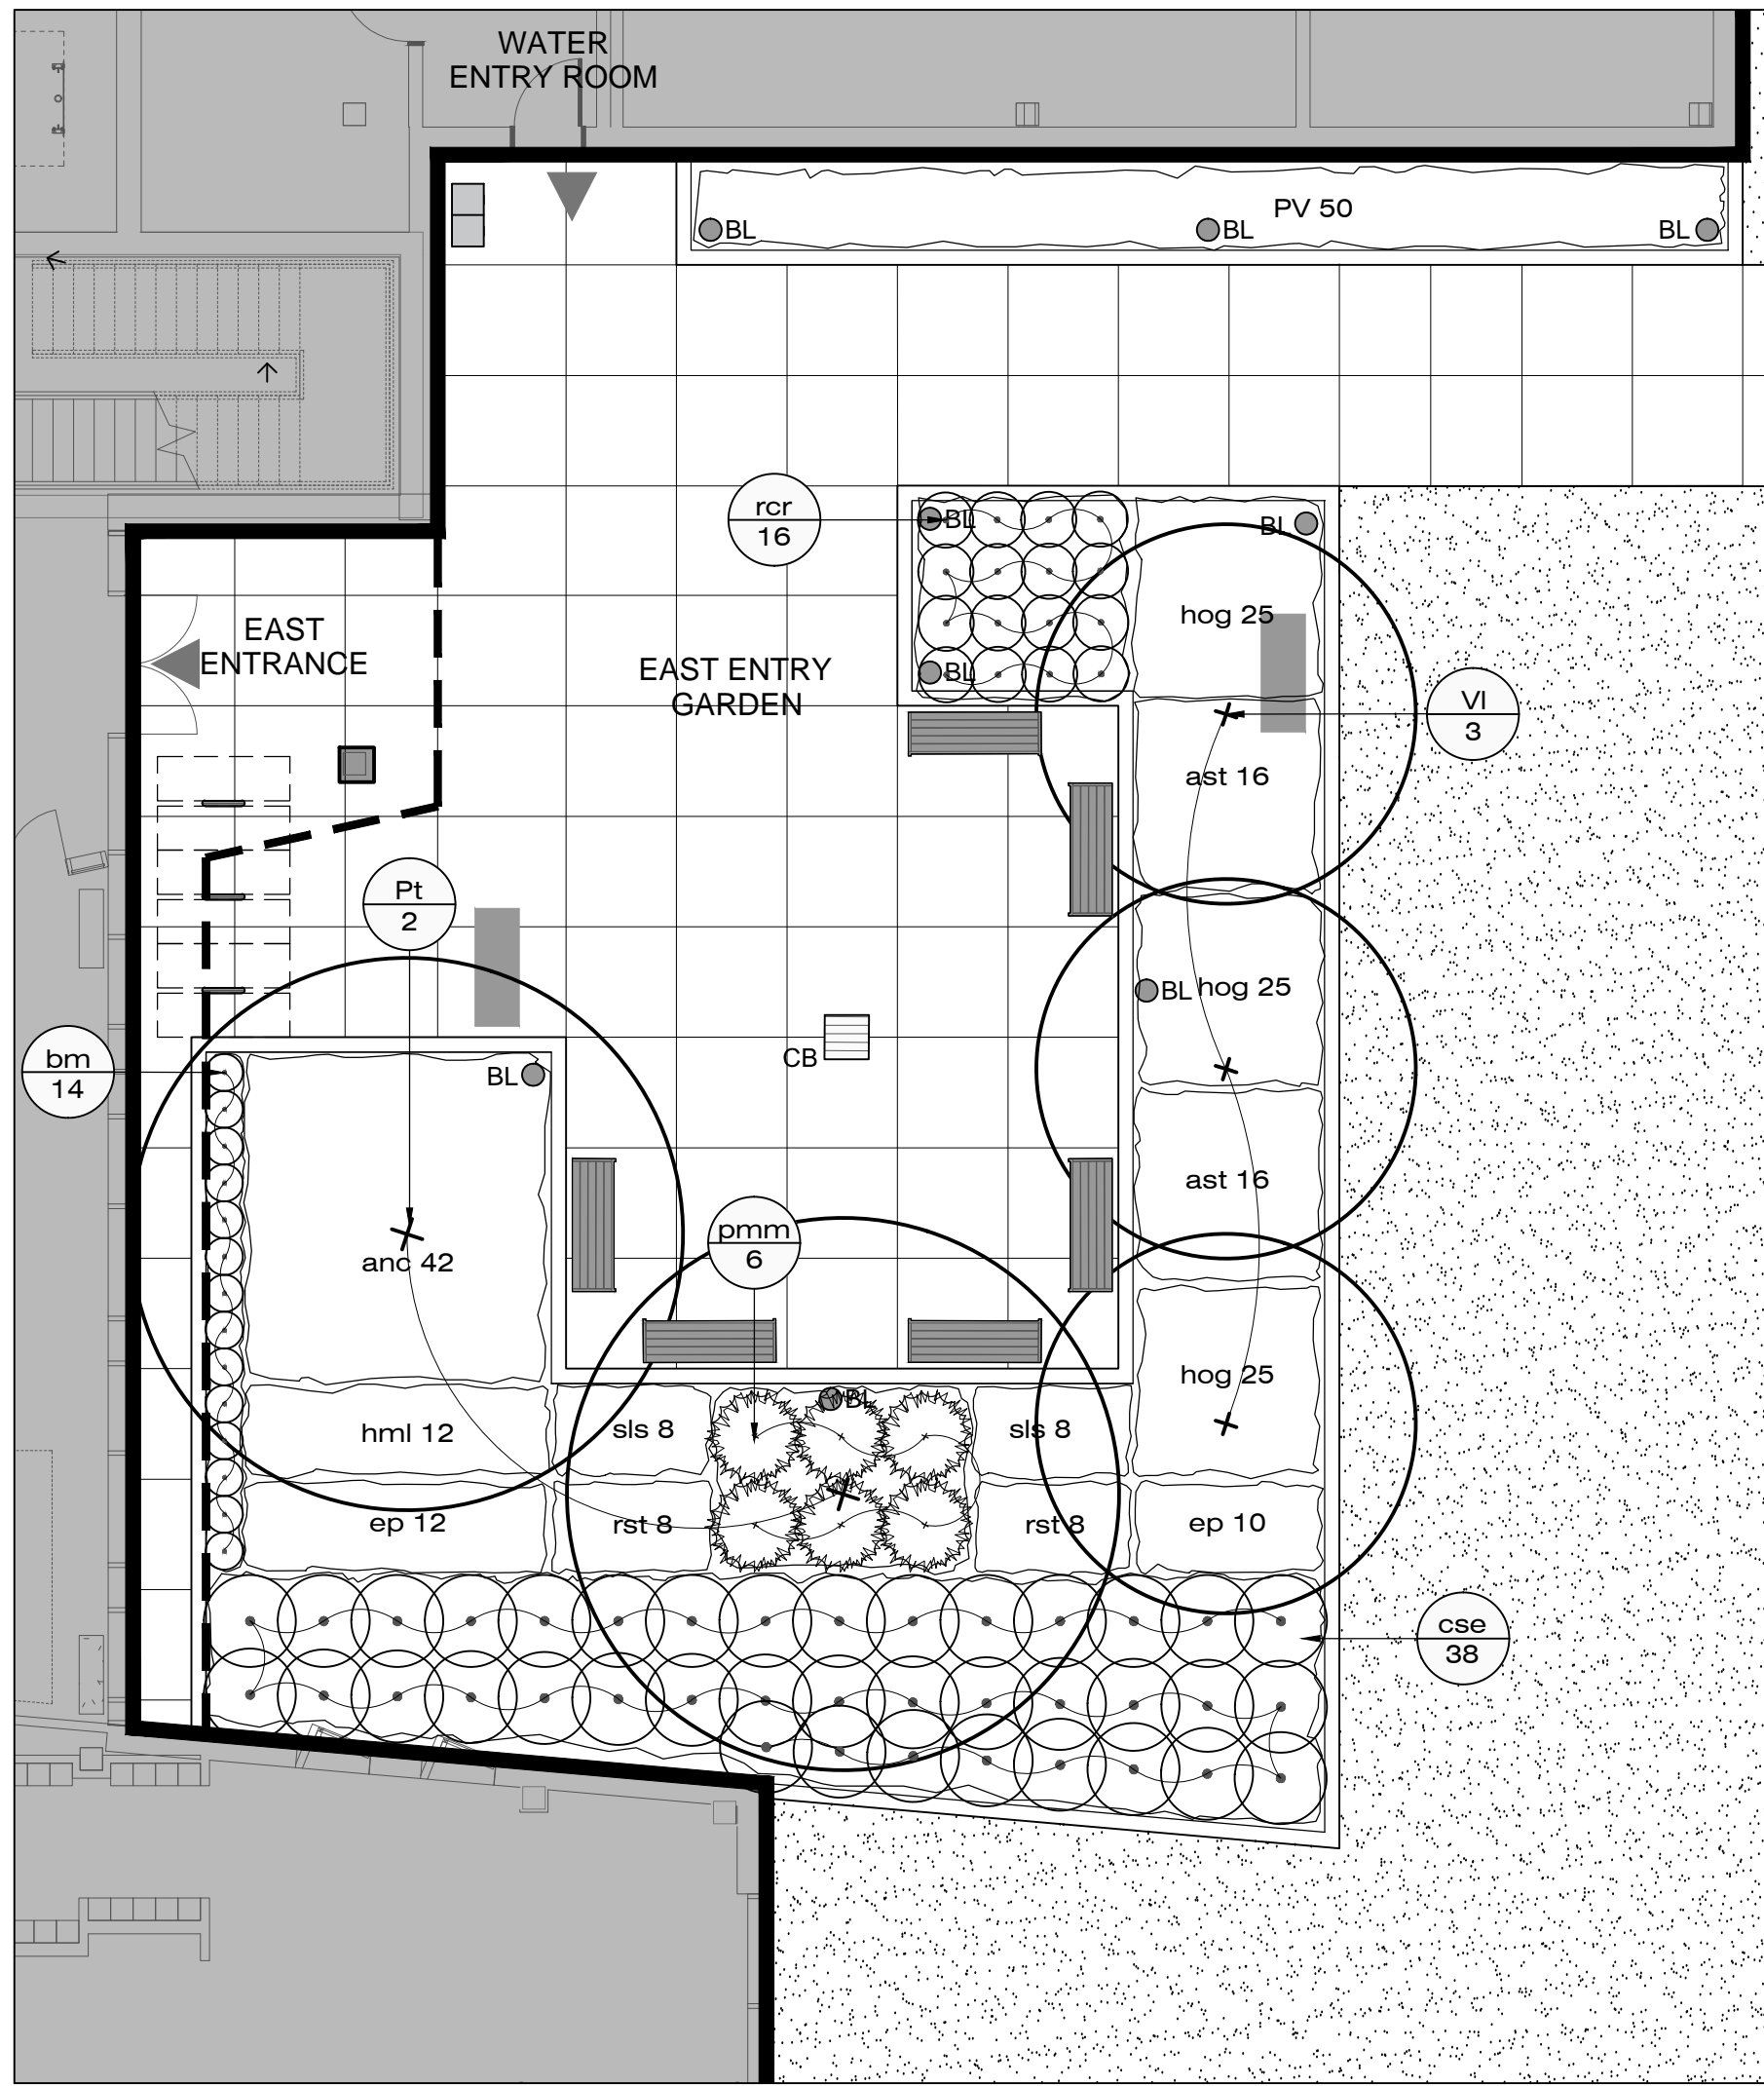 WATER
ENTRY ROOM
PV 50
BL
BL
BL
rcr
16
BL
BL
hog 25
EAST
ENTRANCE
EAST ENTRY
GARDEN
BL
VI
3
ast 16
Pt
2
BL
hog 25
CB
bm
14
BL
ast 16
pmm
6
anc 42
hog 25
BL
hml 12
sls 8
sls 8
ep 12
rst 8
rst 8
ep 10
cse
38